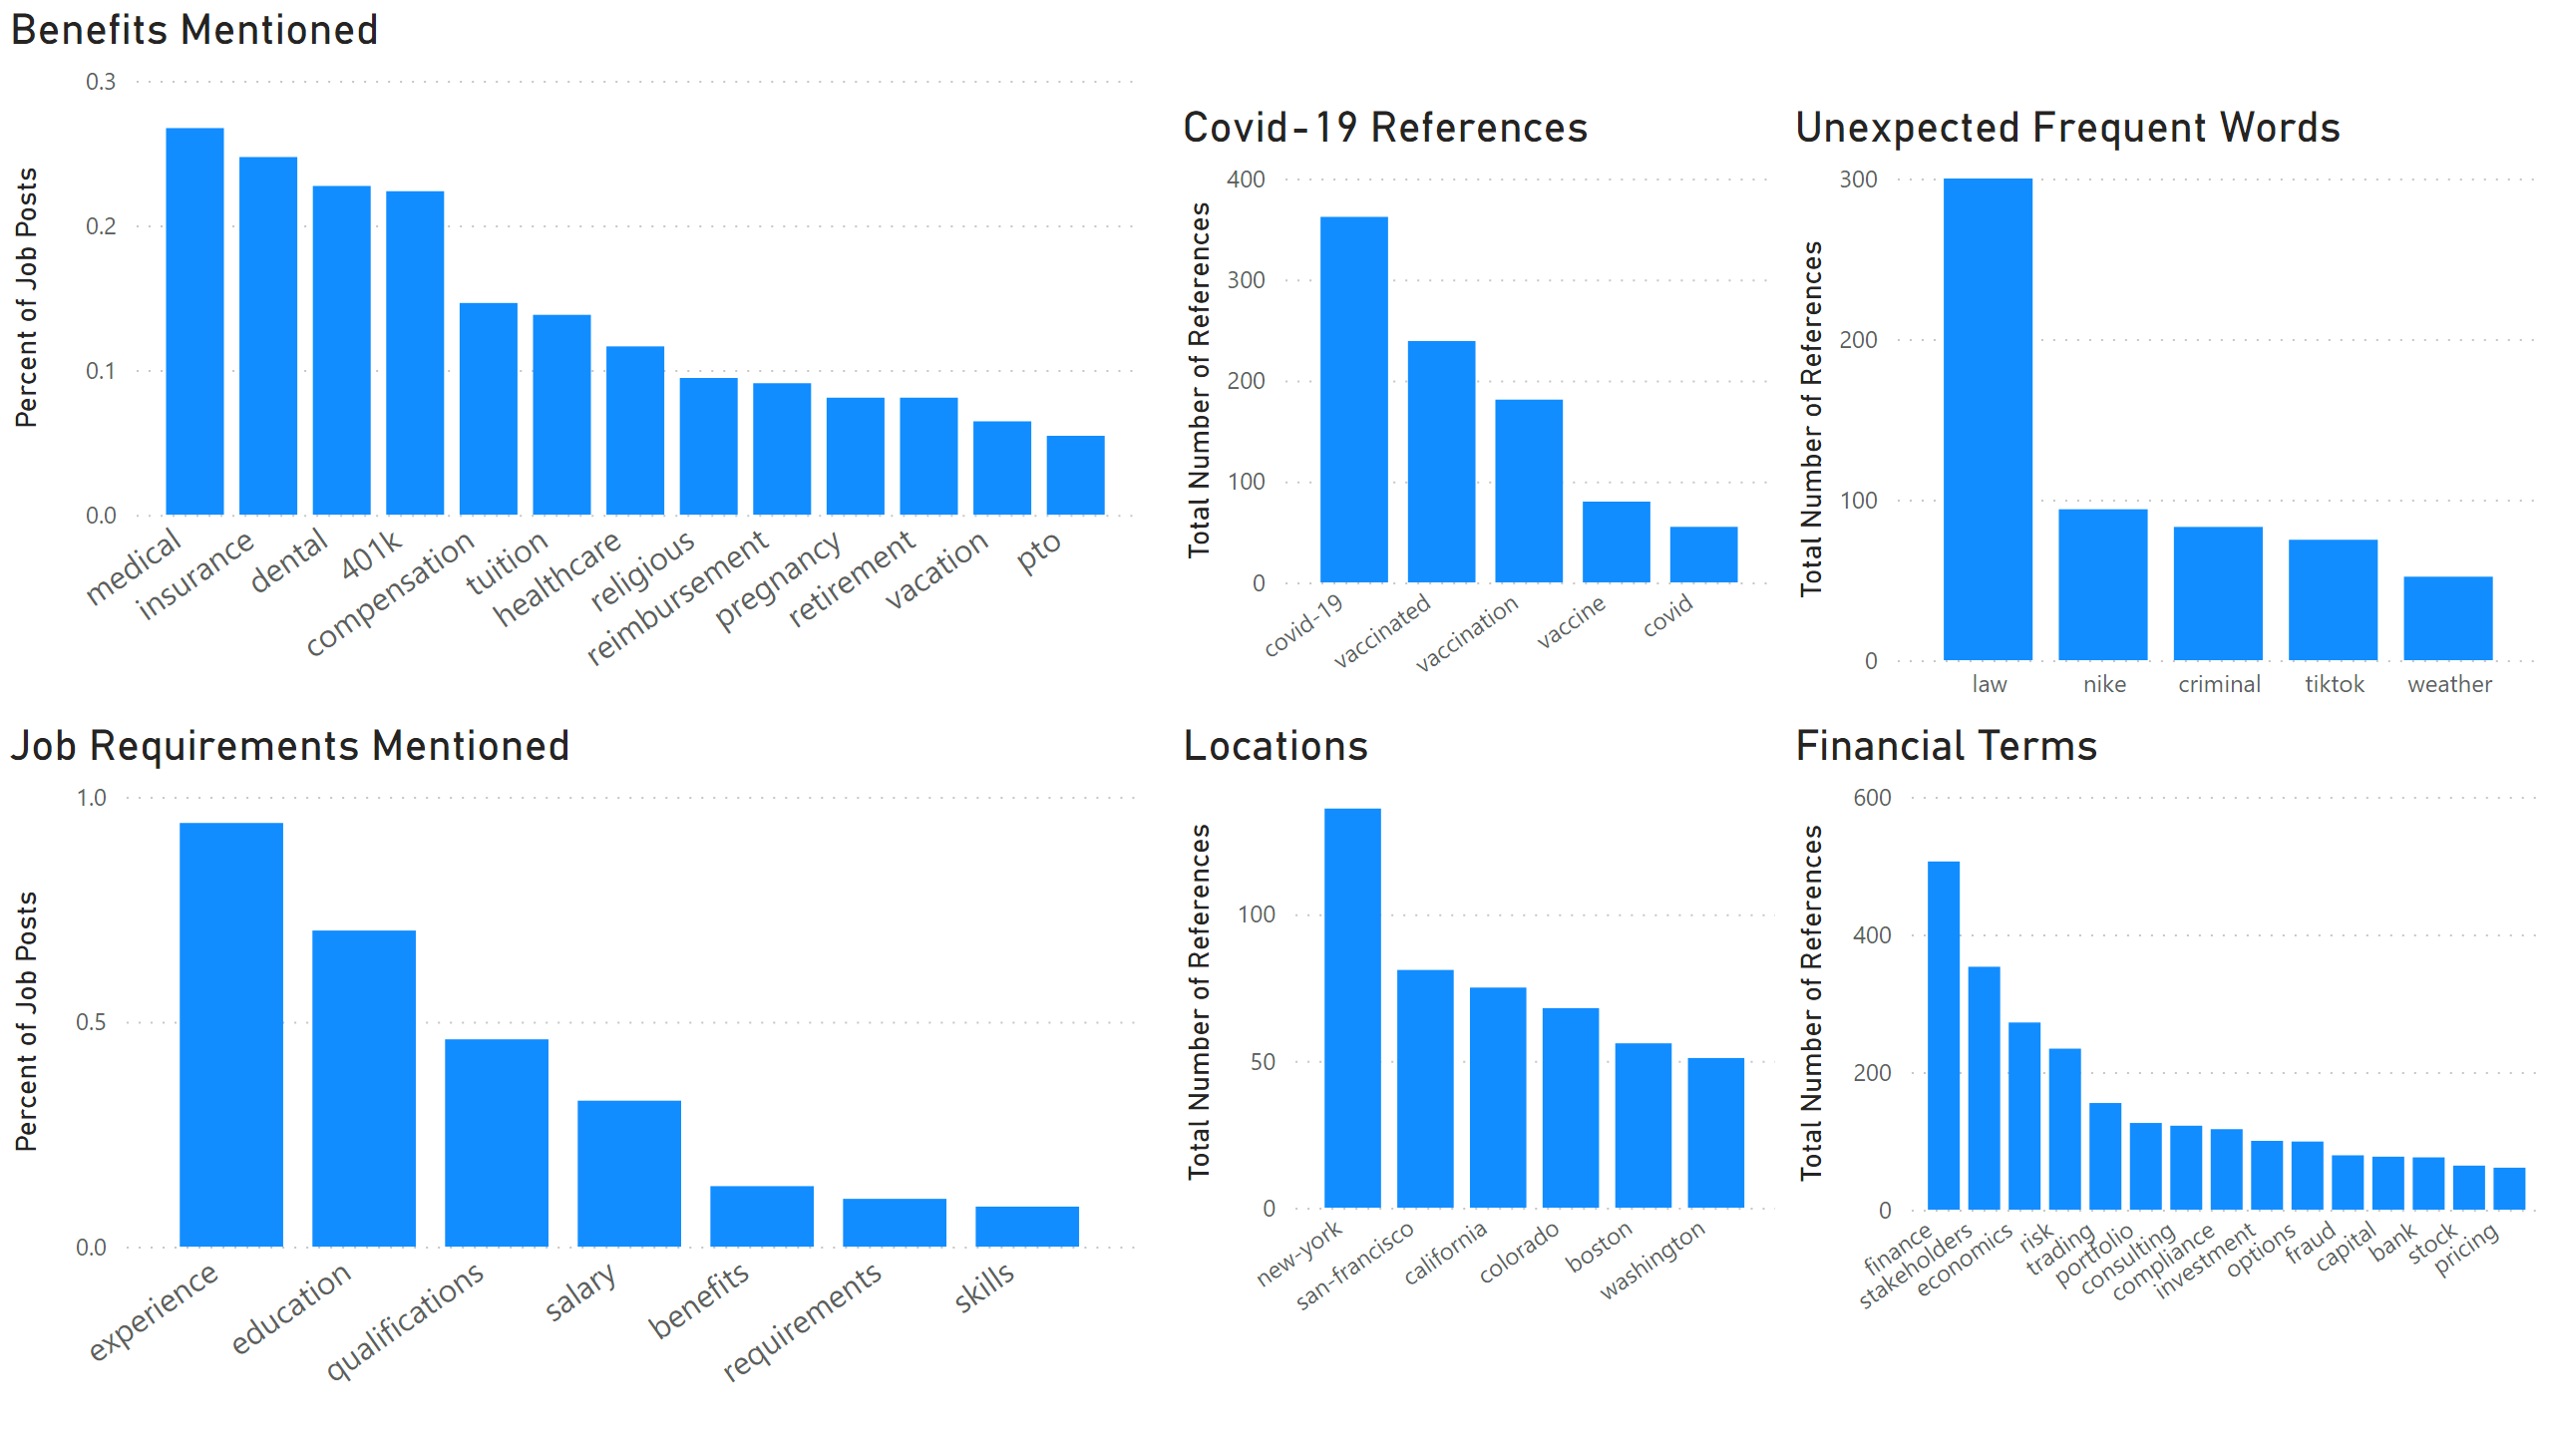 Benefits Mentioned
Percent of Job Posts
0.3
0.2
0.1
0.0
medical
insurance
dental
401k
compensation
tuition
healthcare
religious
reimbursement
pregnancy
retirement
vacation
pto
Covid-19 References
Total Number of References
400
300
200
100
0
covid-19
vaccinated
vaccination
vaccine
covid
Unexpected Frequent Words
Total Number of References
300
200
100
0
law
nike
criminal
tiktok
weather
Job Requirements Mentioned
Percent of Job Posts
1.0
0.5
0.0
experience
education
qualifications
salary
benefits
requirements
skills
Locations
Total Number of References
100
50
0
new-york
san-francisco
california
colorado
boston
washington
Financial Terms
Total Number of References
600
400
200
0
finance
stakeholders
economics
risk
trading
portfolio
consulting
compliance
investment
options
fraud
capital
bank
stock
pricing